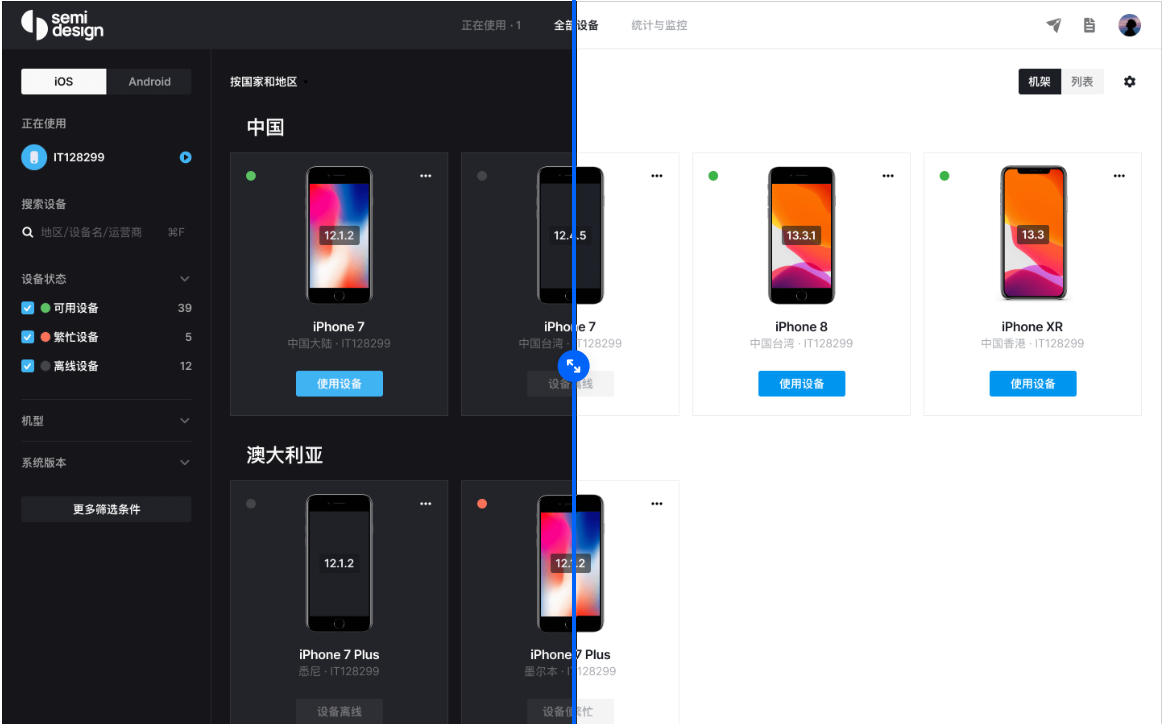 semi
design
正在使用 · 1
全部设备
统计与监控
iOS
Android
正在使用
IT128299
搜索设备
地区/设备名/运营商
⌘F
设备状态
可用设备
39
繁忙设备
5
离线设备
12
机型
系统版本
更多筛选条件
按国家和地区
机架
列表
中国
12.1.2
iPhone 7
中国大陆 · IT128299
使用设备
12.4.5
iPhone 7
中国台湾 · IT128299
设备离线
13.3.1
iPhone 8
中国台湾 · IT128299
使用设备
13.3
iPhone XR
中国香港 · IT128299
使用设备
澳大利亚
12.1.2
iPhone 7 Plus
悉尼 · IT128299
设备离线
12.1.2
iPhone 7 Plus
墨尔本 · IT128299